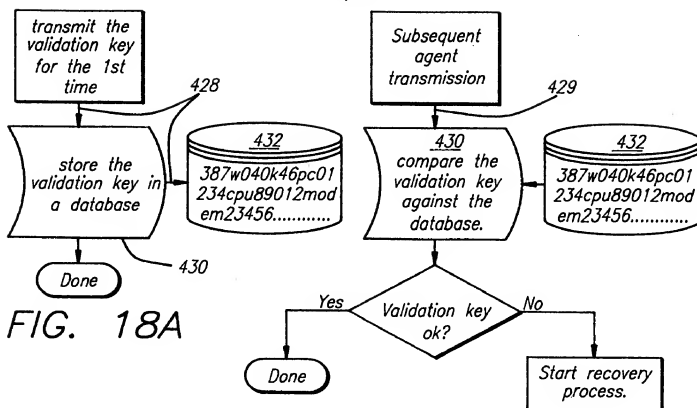 transmit the
validation key
for the 1st
time
428
store the
validation key in
a database
432
387w040k46pc01
234cpu89012mod
em23456............
430
Done
FIG. 18A
Subsequent
agent
transmission
429
430
compare the
validation key
against the
database.
432
387w040k46pc01
234cpu89012mod
em23456............
Yes
Validation key
ok?
No
Done
Start recovery
process.